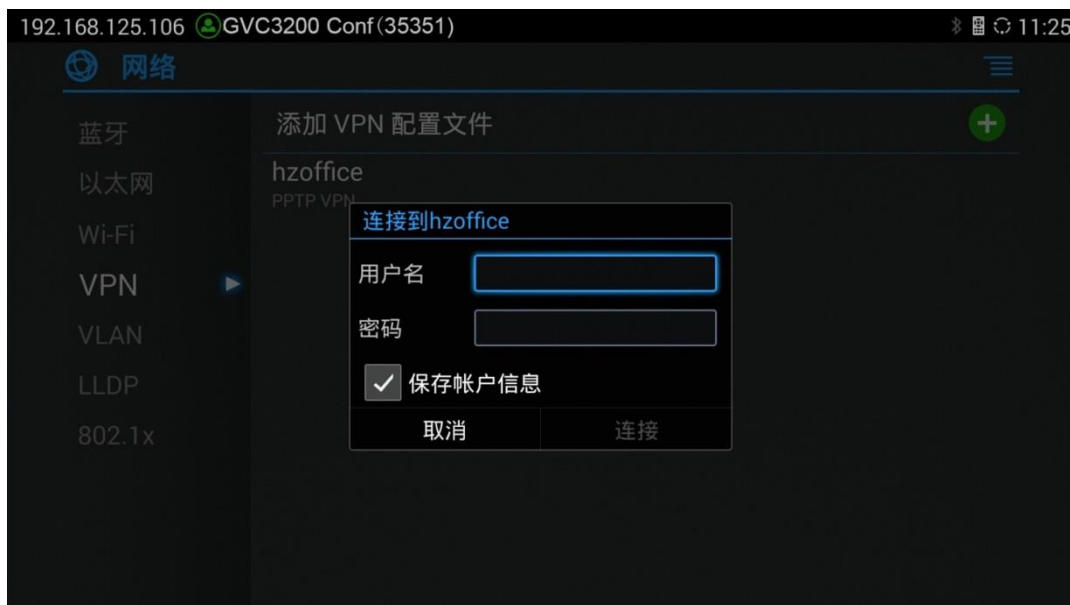 192.168.125.106 GVC3200 Conf(35351) 11:25
网络
添加 VPN 配置文件
蓝牙
hzoffice
PPTP VPN
以太网
Wi-Fi
VPN
VLAN
LLDP
802.1x
连接到hzoffice
用户名
密码
保存帐户信息
取消 连接